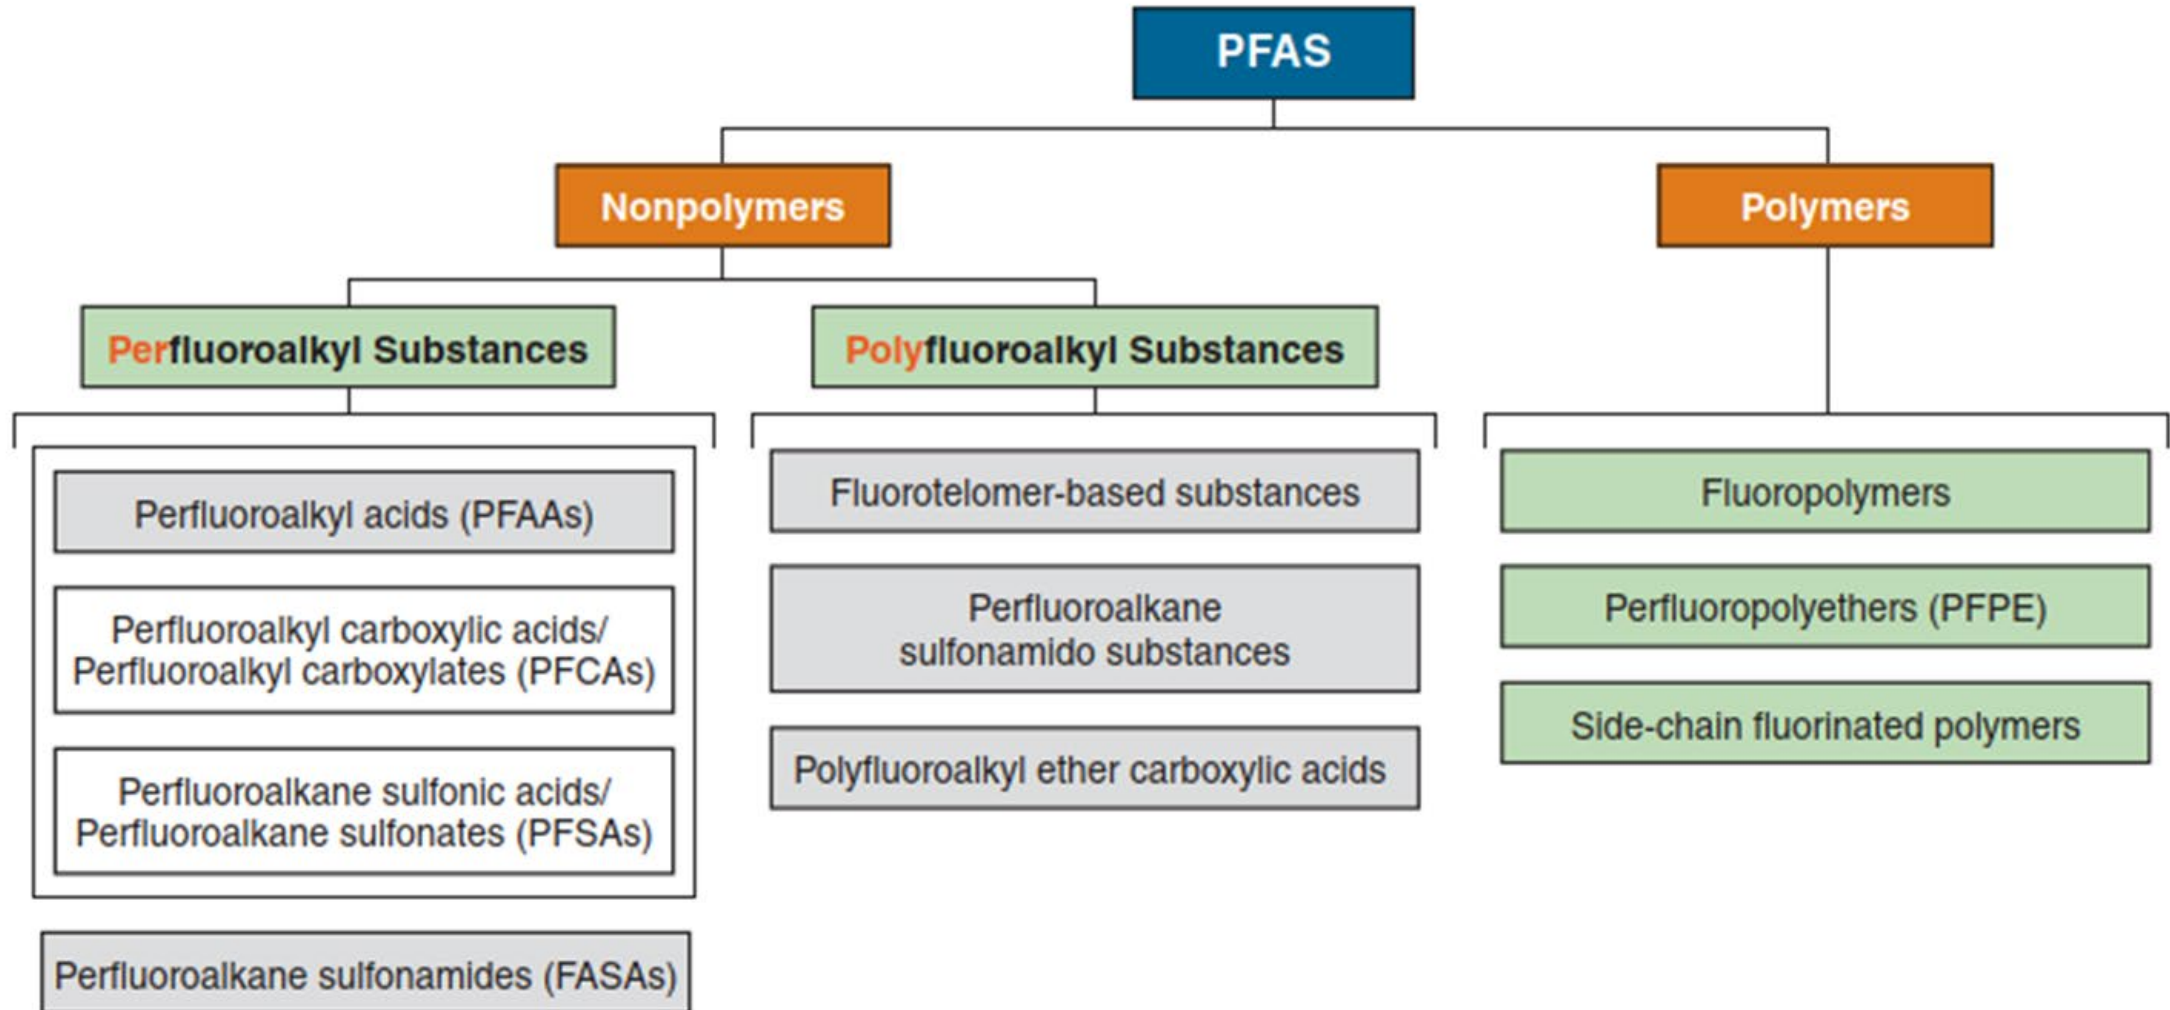 PFAS
Nonpolymers
Polymers
Perfluoroalkyl Substances
Polyfluoroalkyl Substances
Perfluoroalkyl acids (PFAAs)
Perfluoroalkyl carboxylic acids/
Perfluoroalkyl carboxylates (PFCAs)
Perfluoroalkane sulfonic acids/
Perfluoroalkane sulfonates (PFSAs)
Perfluoroalkane sulfonamides (FASAs)
Fluorotelomer-based substances
Perfluoroalkane
sulfonamido substances
Polyfluoroalkyl ether carboxylic acids
Fluoropolymers
Perfluoropolyethers (PFPE)
Side-chain fluorinated polymers